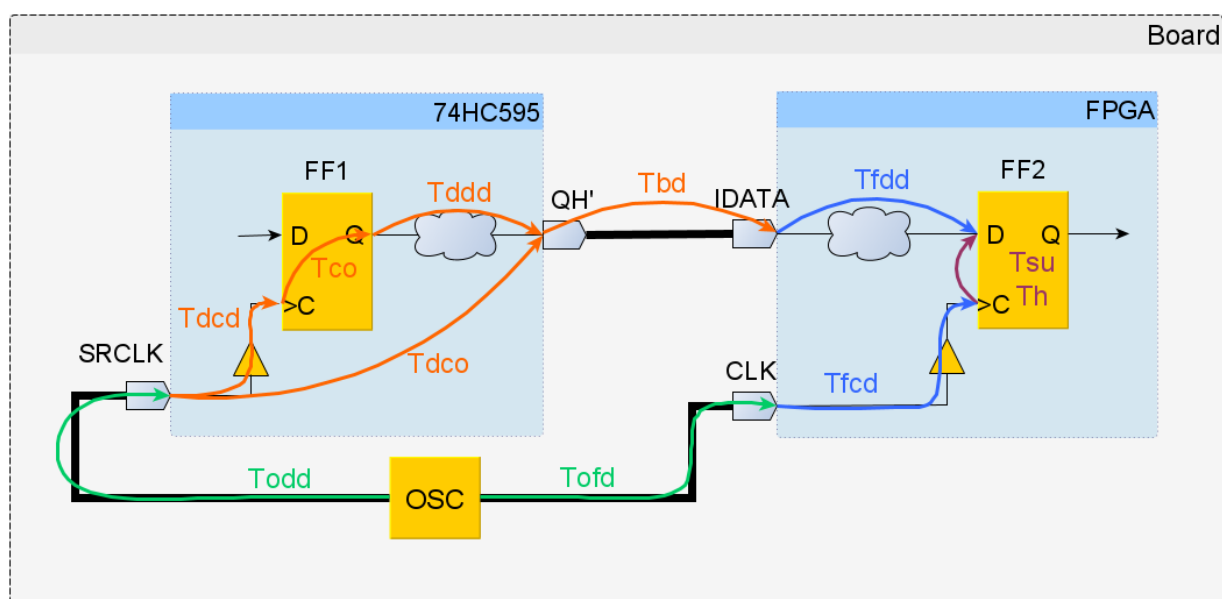 Board
74HC595
FPGA
FF1
FF2
Tddd
QH'
Tbd
IDATA
Tfdd
D
Q
D
Q
Tco
Tsu
Th
>C
>C
Tdcd
SRCLK
Tdco
CLK
Tfcd
Todd
OSC
Tofd